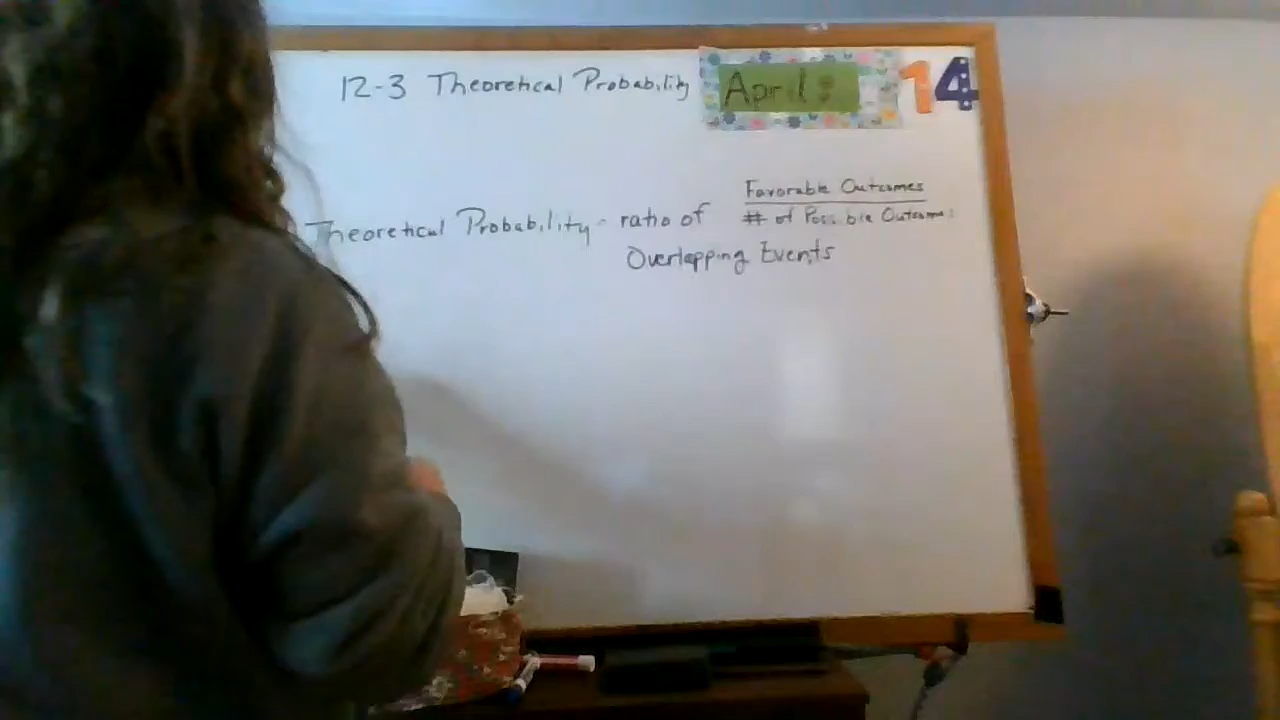 12-3 Theoretical Probability
April 14
Theoretical Probability - ratio of
Favorable Outcomes
# of Possible Outcomes
Overlapping Events